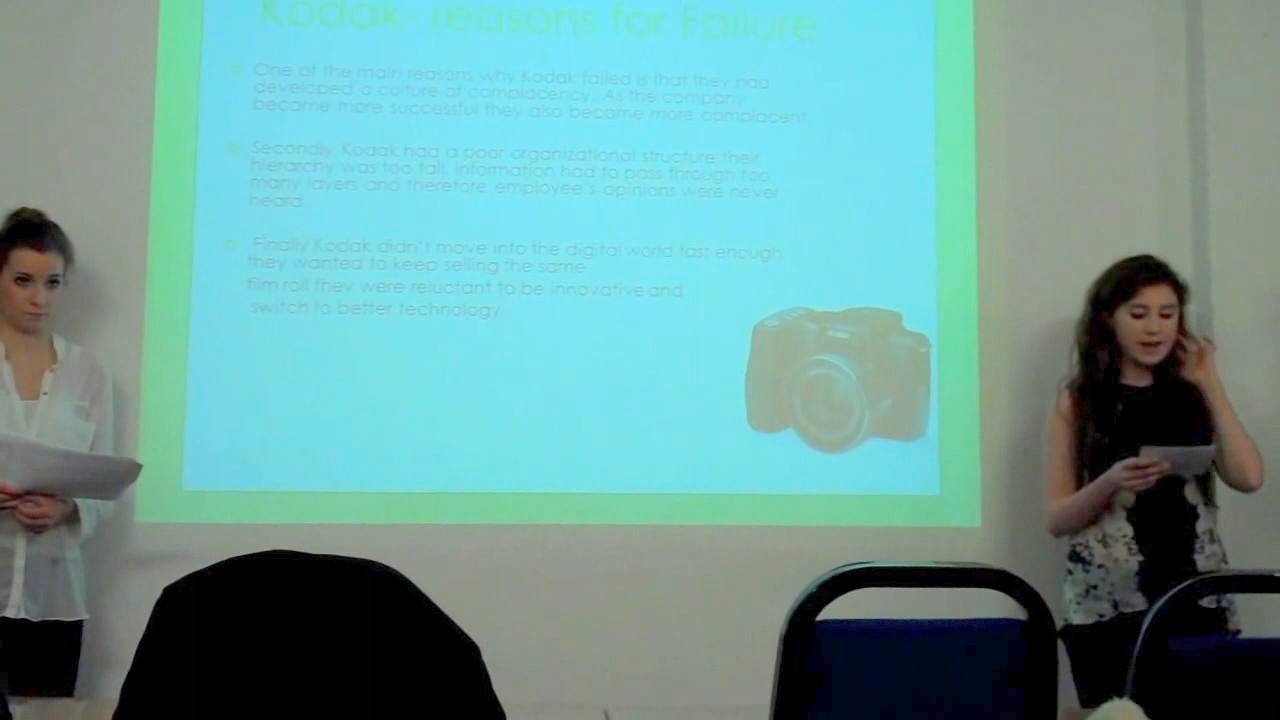 Kodak- reasons for Failure
One of the main reasons why Kodak failed is that they had
developed a culture of complacency. As the company
became more successful they also became more complacent.
Secondly Kodak had a poor organizational structure their
hierarchy was too tall, information had to pass through too
many layers and therefore employee's opinions were never
heard.
Finally Kodak didn't move into the digital world fast enough,
they wanted to keep selling the same
film roll they were reluctant to be innovative and
switch to better technology